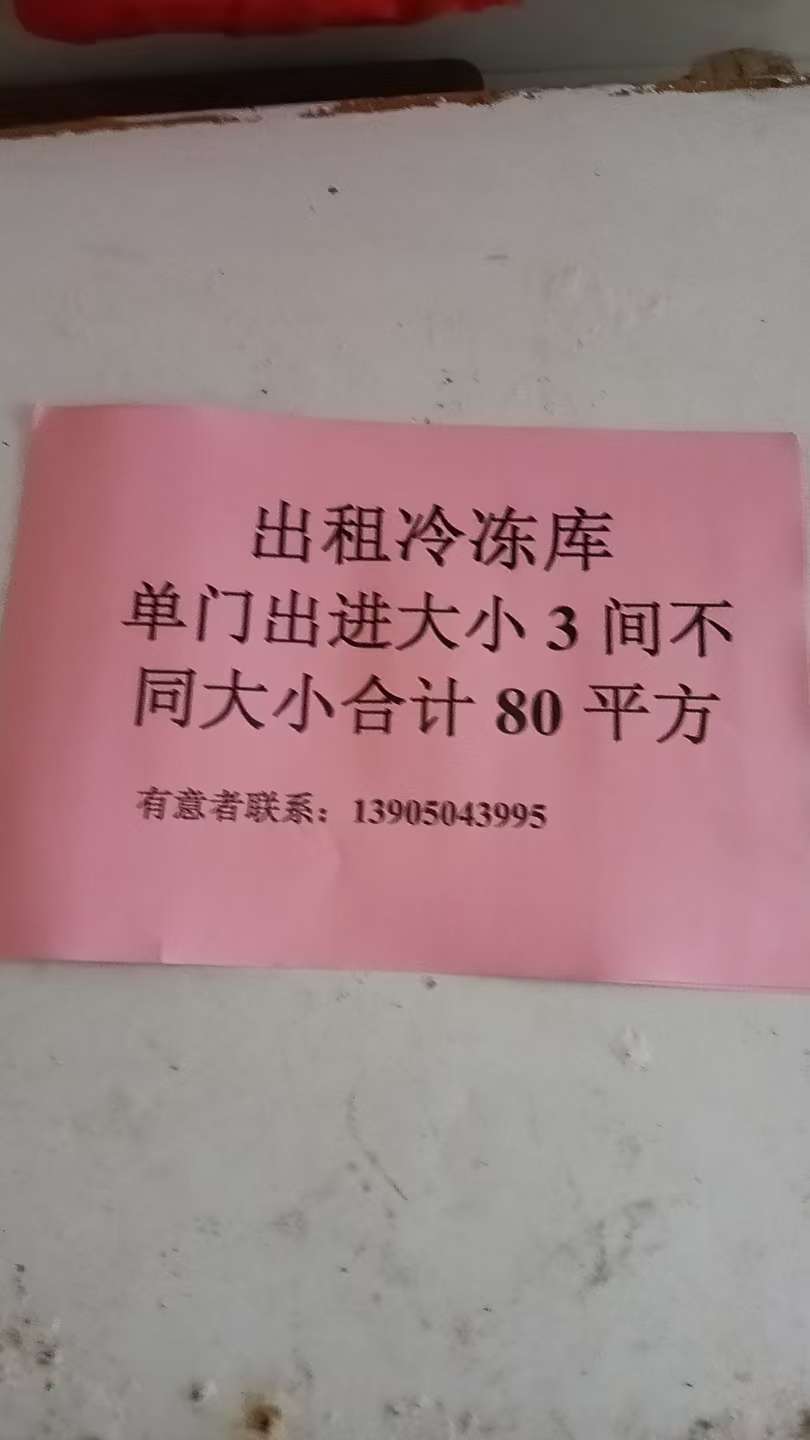 出租冷冻库
单门出进大小 3 间不
同大小合计 80 平方
有意者联系：13905043995